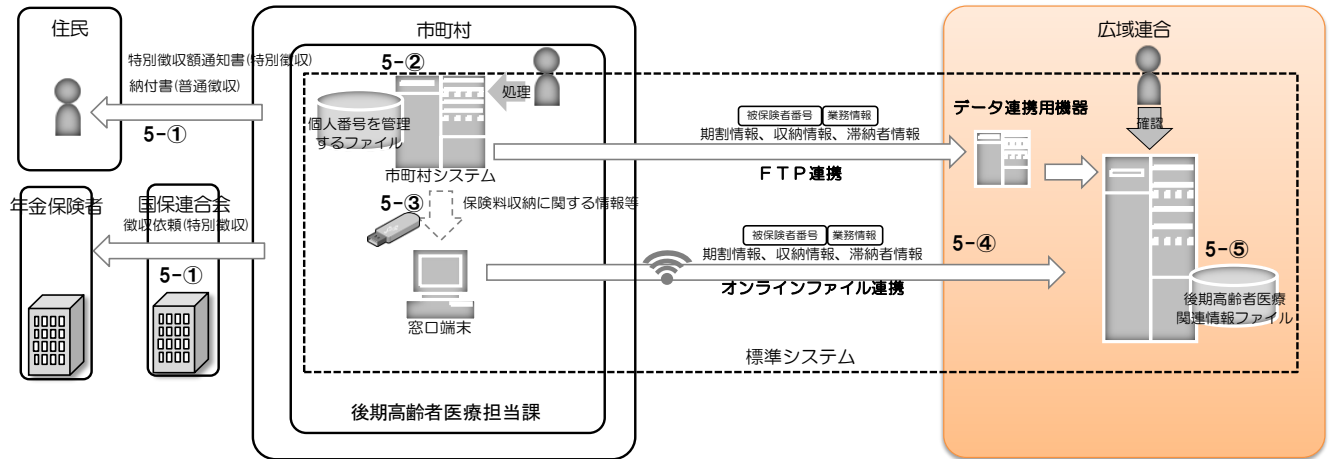 住民
特別徴収額通知書(特別徴収)
納付書(普通徴収)
5-①
年金保険者
国保連合会
徴収依頼(特別徴収)
5-①
市町村
5-②
処理
個人番号を管理
するファイル
市町村システム
5-③
保険料収納に関する情報等
窓口端末
後期高齢者医療担当課
被保険者番号
業務情報
期割情報、収納情報、滞納者情報
FTP連携
被保険者番号
業務情報
期割情報、収納情報、滞納者情報
オンラインファイル連携
標準システム
広域連合
データ連携用機器
確認
5-④
5-⑤
後期高齢者医療
関連情報ファイル